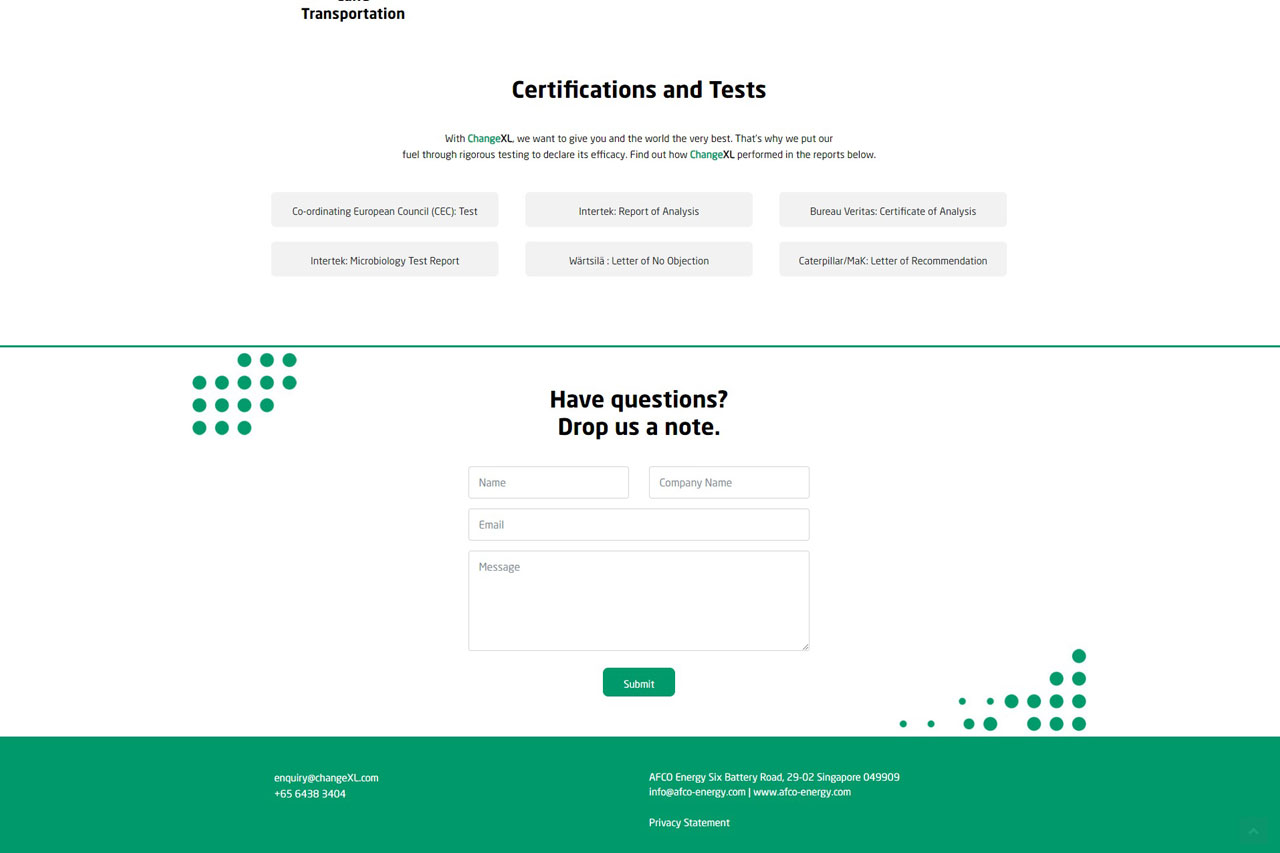 Transportation
Certifications and Tests
With ChangeXL, we want to give you and the world the very best. That's why we put our
fuel through rigorous testing to declare its efficacy. Find out how ChangeXL performed in the reports below.
Co-ordinating European Council (CEC): Test
Intertek: Report of Analysis
Bureau Veritas: Certificate of Analysis
Intertek: Microbiology Test Report
Wärtsilä : Letter of No Objection
Caterpillar/MaK: Letter of Recommendation
Have questions?
Drop us a note.
Name
Company Name
Email
Message
Submit
enquiry@changeXL.com
+65 6438 3404
AFCO Energy Six Battery Road, 29-02 Singapore 049909
info@afco-energy.com | www.afco-energy.com
Privacy Statement